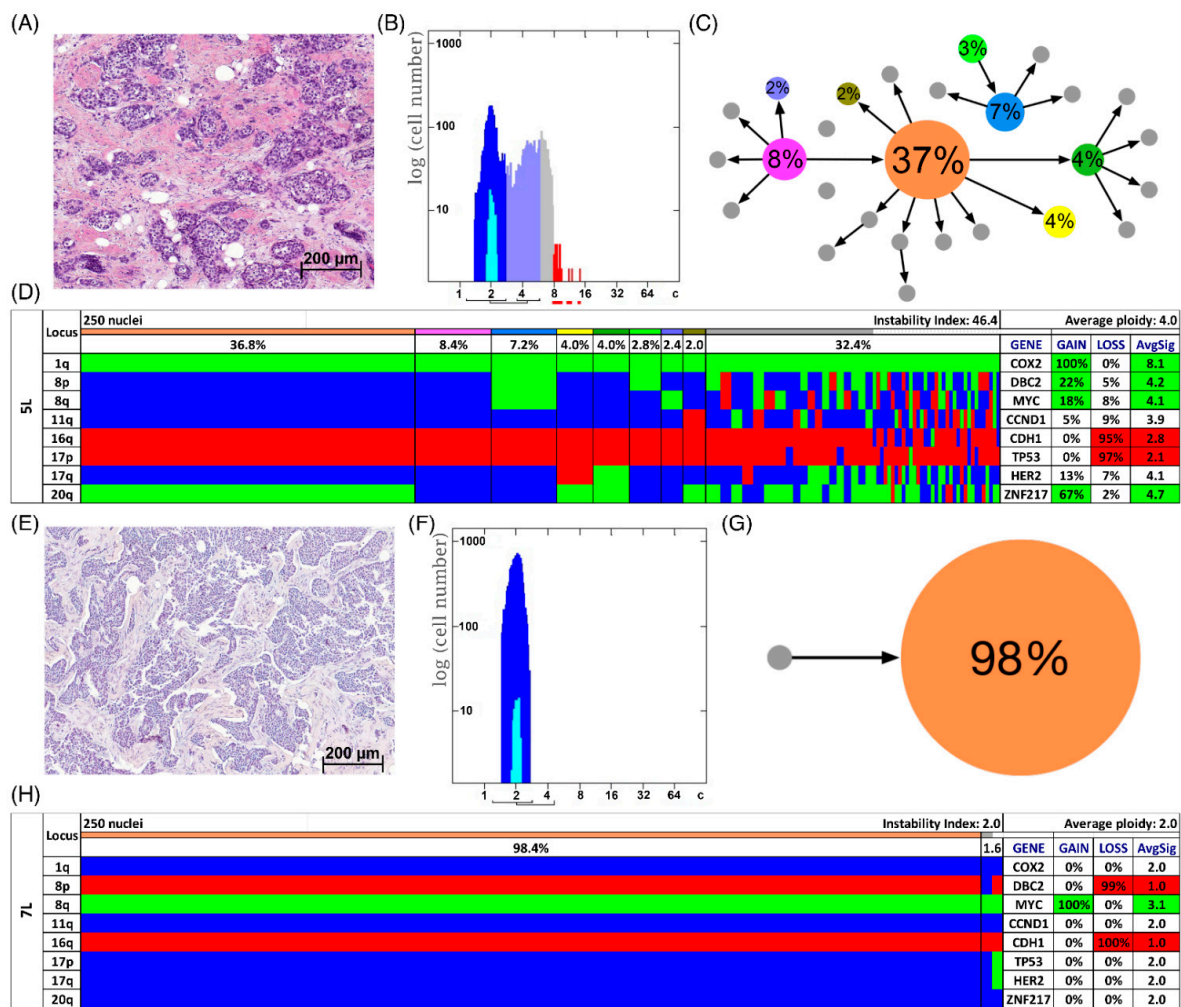 (A)
200 µm
(B)
log (cell number)
1000
100
10
1 2 4 8 16 32 64 c
(C)
3%
2%
2%
7%
8%
37%
4%
4%
(D)
5L
Locus
250 nuclei
Instability Index: 46.4
Average ploidy: 4.0
36.8% 8.4% 7.2% 4.0% 4.0% 2.8% 2.4 2.0 32.4% GENE GAIN LOSS AvgSig
1q COX2 100% 0% 8.1
8p DBC2 22% 5% 4.2
8q MYC 18% 8% 4.1
11q CCND1 5% 9% 3.9
16q CDH1 0% 95% 2.8
17p TP53 0% 97% 2.1
17q HER2 13% 7% 4.1
20q ZNF217 67% 2% 4.7
(E)
200 µm
(F)
log (cell number)
1000
100
10
1 2 4 8 16 32 64 c
(G)
98%
(H)
7L
Locus
250 nuclei
Instability Index: 2.0
Average ploidy: 2.0
98.4% 1.6 GENE GAIN LOSS AvgSig
1q COX2 0% 0% 2.0
8p DBC2 0% 99% 1.0
8q MYC 100% 0% 3.1
11q CCND1 0% 0% 2.0
16q CDH1 0% 100% 1.0
17p TP53 0% 0% 2.0
17q HER2 0% 0% 2.0
20q ZNF217 0% 0% 2.0